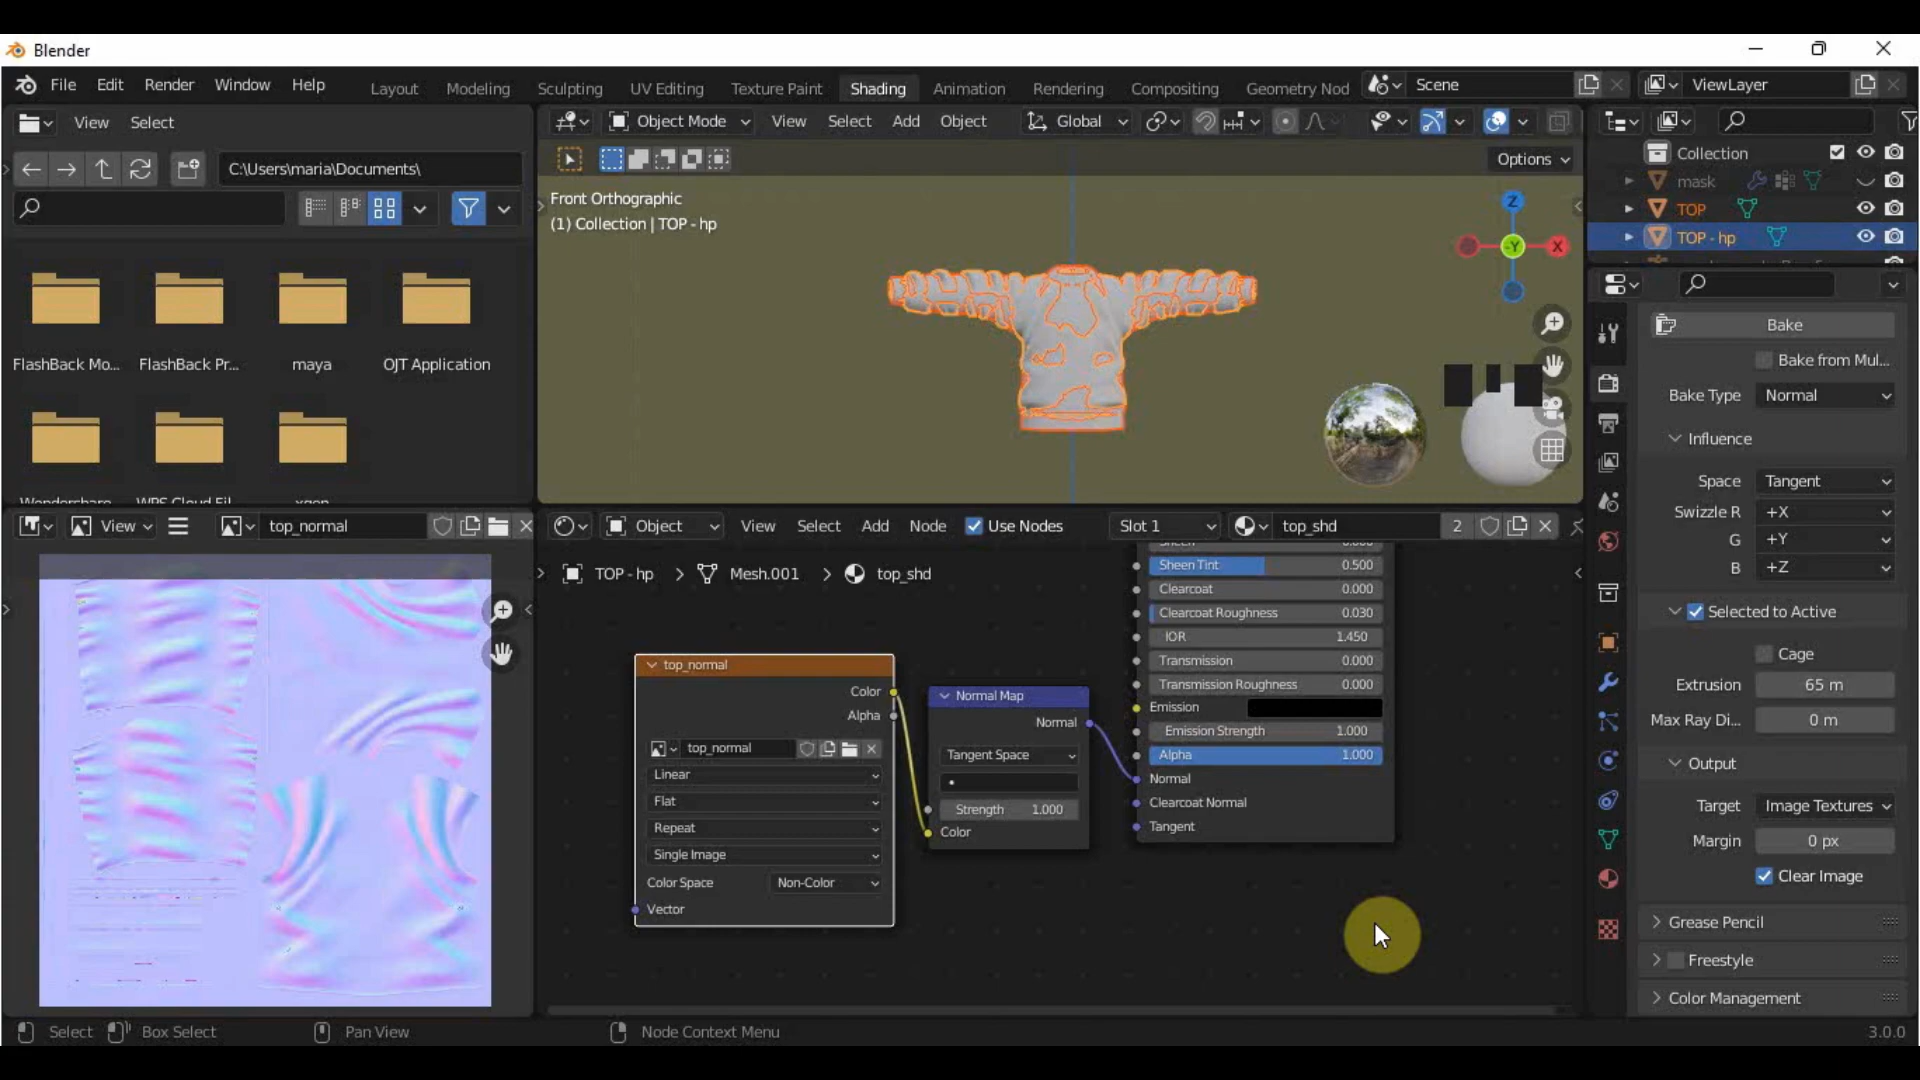 Blender
File Edit Render Window Help
Layout Modeling Sculpting UV Editing Texture Paint Shading Animation Rendering Compositing Geometry Nod
Scene
ViewLayer
View Select
Object Mode View Select Add Object
Global
C:\Users\maria\Documents\
Options
Collection
mask
TOP
TOP - hp
Front Orthographic
(1) Collection | TOP - hp
Z
-Y
X
FlashBack Mo...
FlashBack Pr...
maya
OJT Application
Wondershare
WPS Cloud Fil
xgen
Bake
Bake from Mul...
Bake Type Normal
Influence
Space Tangent
Swizzle R +X
G +Y
B +Z
Selected to Active
Cage
Extrusion 65 m
Max Ray Di... 0 m
Output
Target Image Textures
Margin 0 px
Clear Image
Grease Pencil
Freestyle
Color Management
View
top_normal
Object View Select Add Node Use Nodes
Slot 1
top_shd
2
TOP - hp > Mesh.001 > top_shd
Sheen 0.000
Sheen Tint 0.500
Clearcoat 0.000
Clearcoat Roughness 0.030
IOR 1.450
Transmission 0.000
Transmission Roughness 0.000
Emission
Emission Strength 1.000
Alpha 1.000
Normal
Clearcoat Normal
Tangent
top_normal
Color
Alpha
top_normal
Linear
Flat
Repeat
Single Image
Color Space Non-Color
Vector
Normal Map
Normal
Tangent Space
Strength 1.000
Color
Select
Box Select
Pan View
Node Context Menu
3.0.0